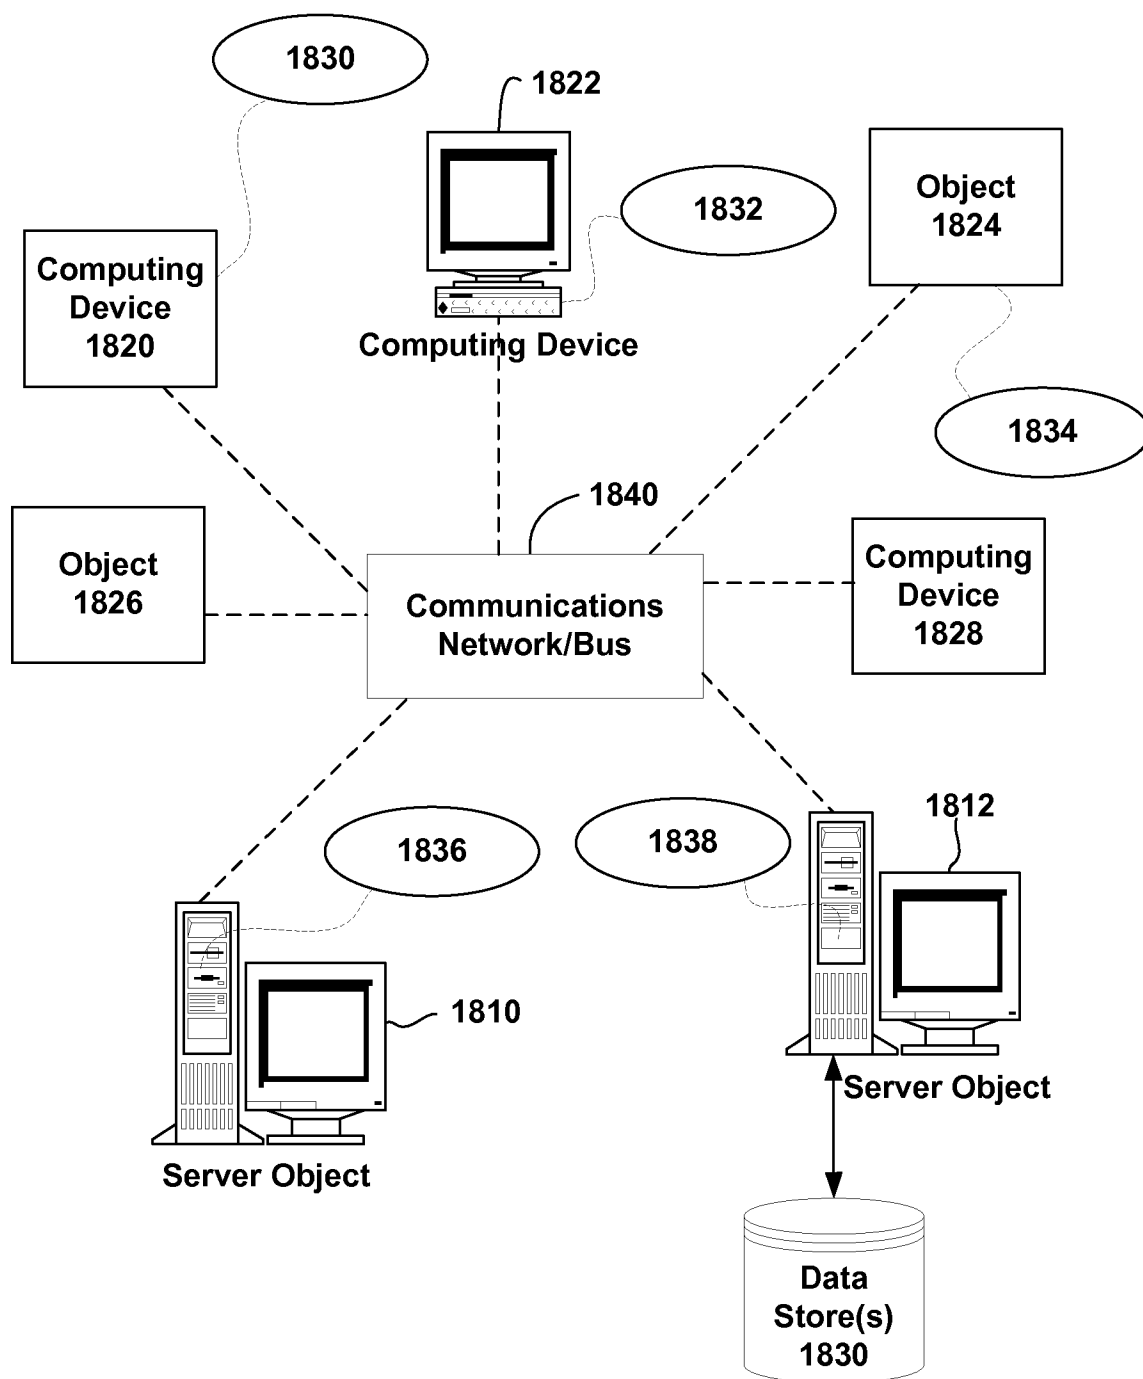 1830
1822
1832
Object
1824
Computing
Device
1820
Computing Device
1834
1840
Object
1826
Communications
Network/Bus
Computing
Device
1828
1836
1838
1812
1810
Server Object
Server Object
Data
Store(s)
1830